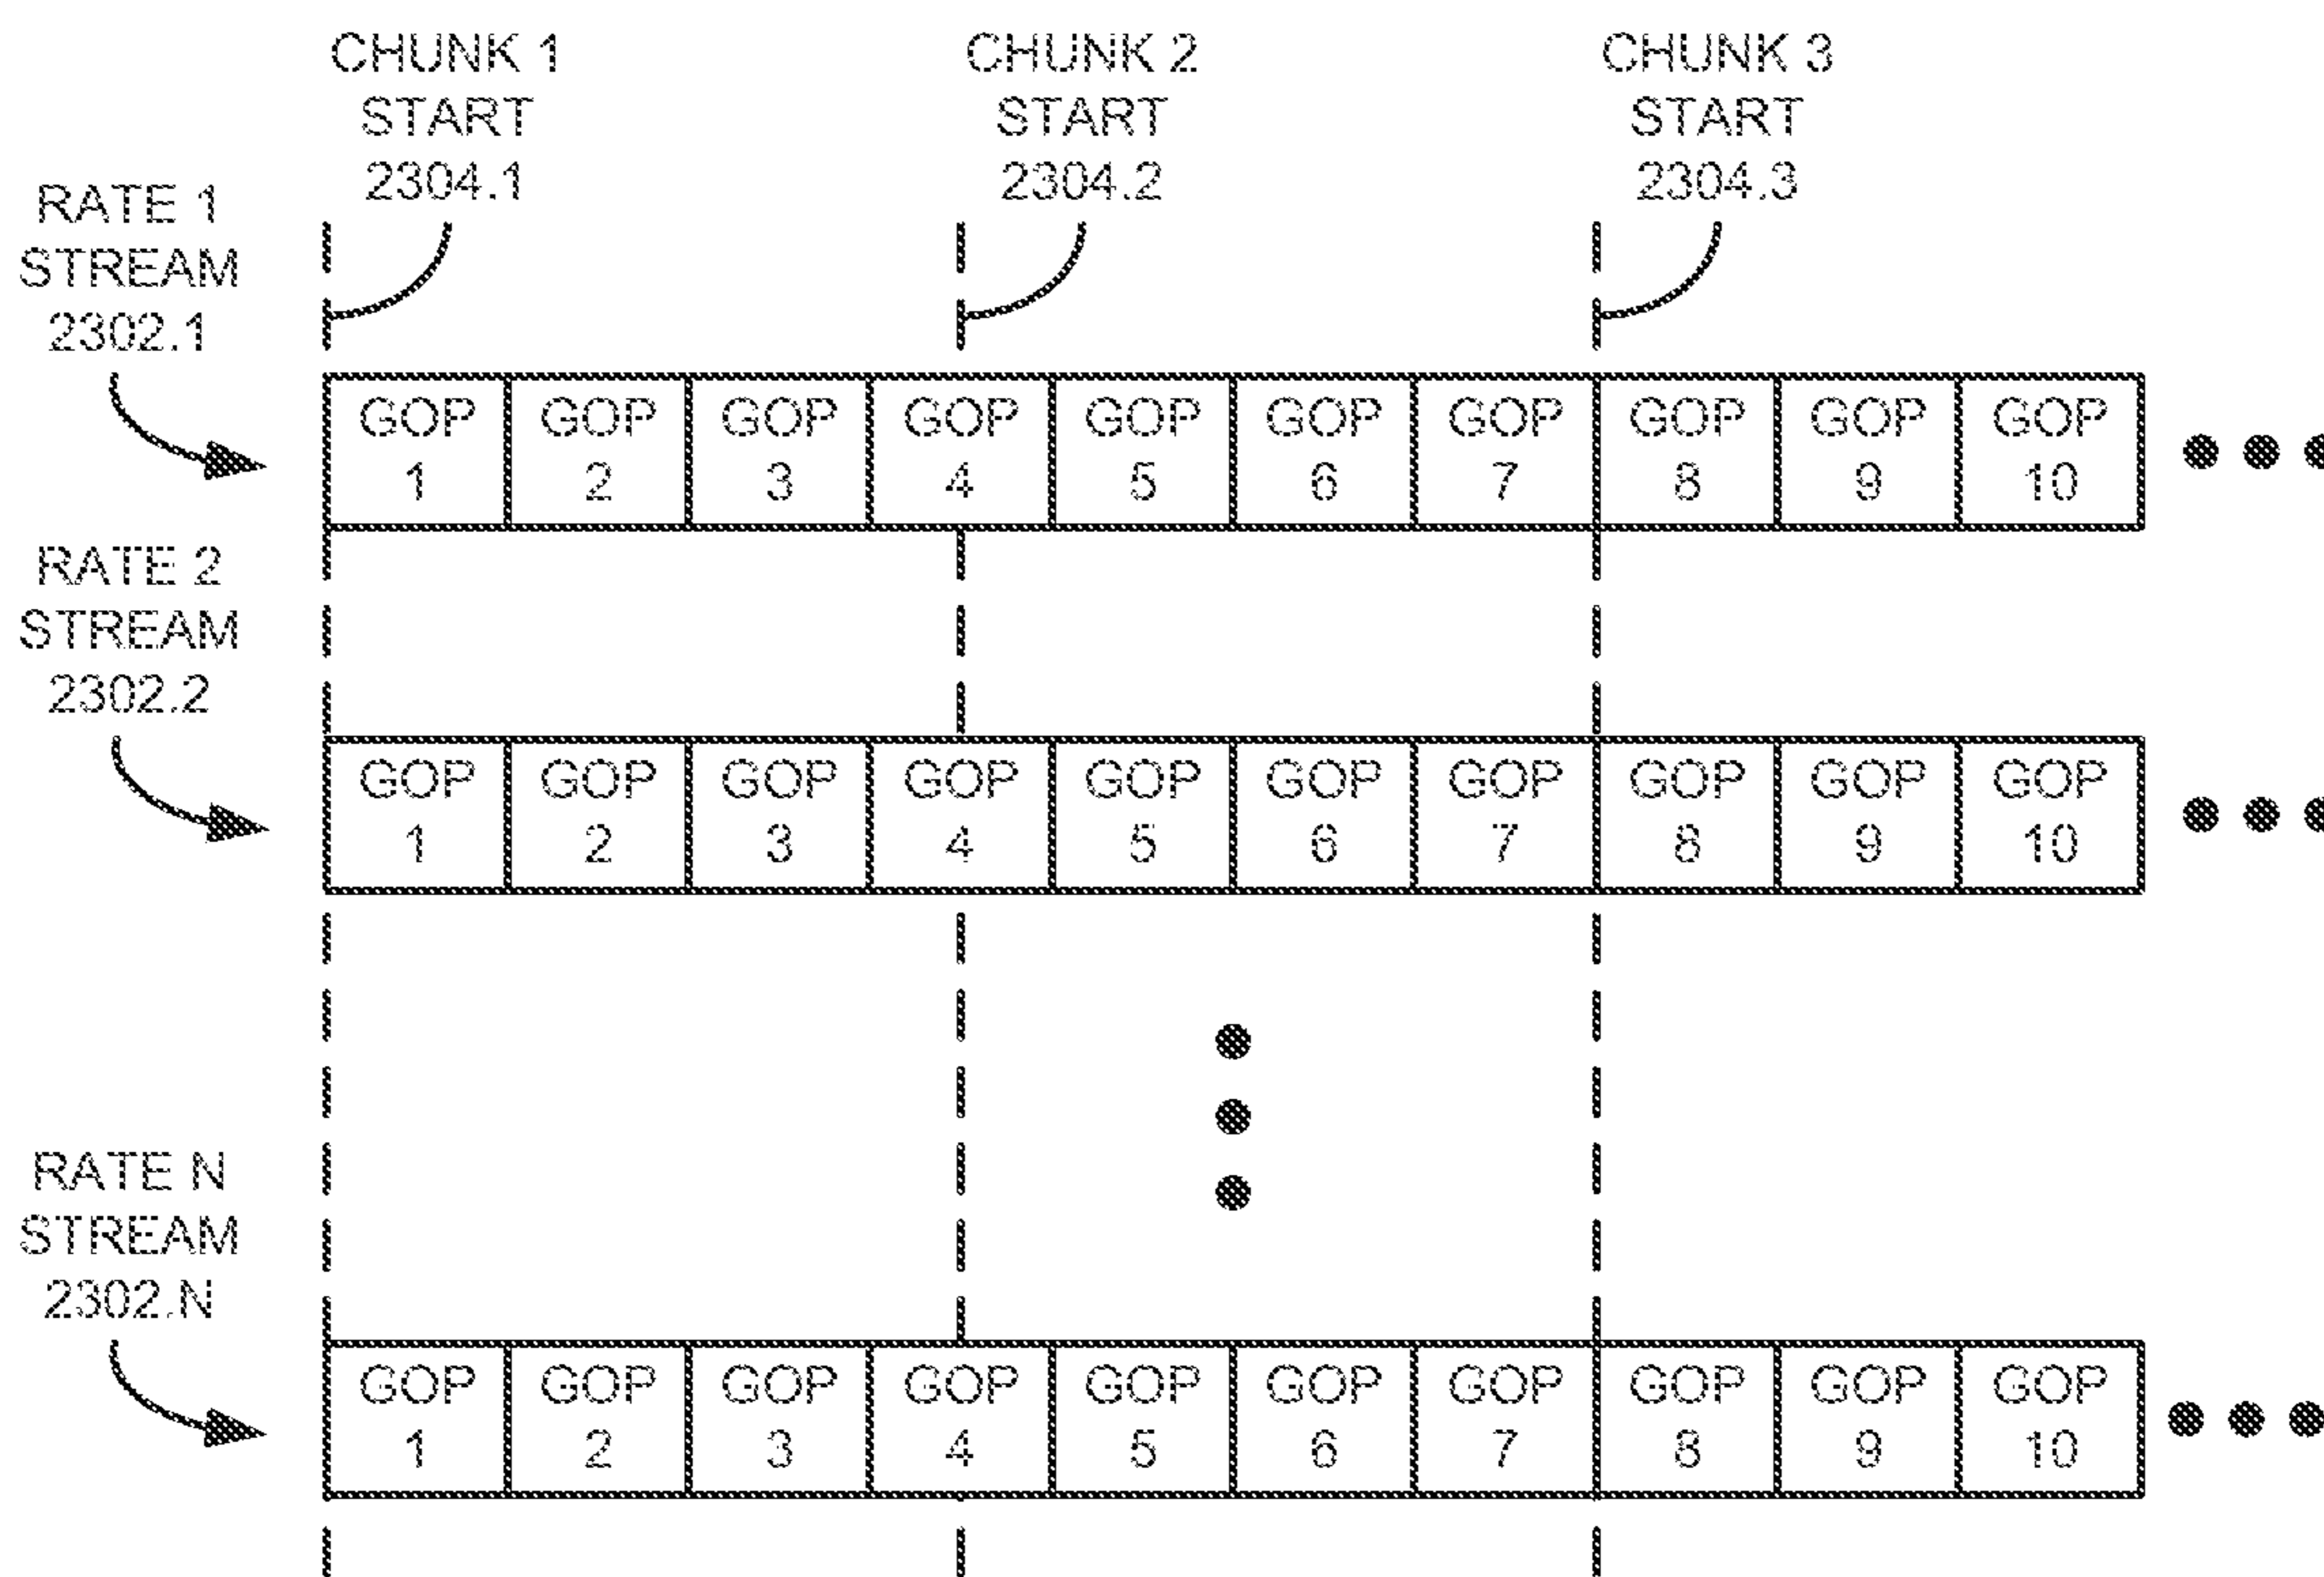 CHUNK 1 START 2304.1
CHUNK 2 START 2304.2
CHUNK 3 START 2304.3
RATE 1 STREAM 2302.1
GOP 1 GOP 2 GOP 3 GOP 4 GOP 5 GOP 6 GOP 7 GOP 8 GOP 9 GOP 10
RATE 2 STREAM 2302.2
GOP 1 GOP 2 GOP 3 GOP 4 GOP 5 GOP 6 GOP 7 GOP 8 GOP 9 GOP 10
RATE N STREAM 2302.N
GOP 1 GOP 2 GOP 3 GOP 4 GOP 5 GOP 6 GOP 7 GOP 8 GOP 9 GOP 10